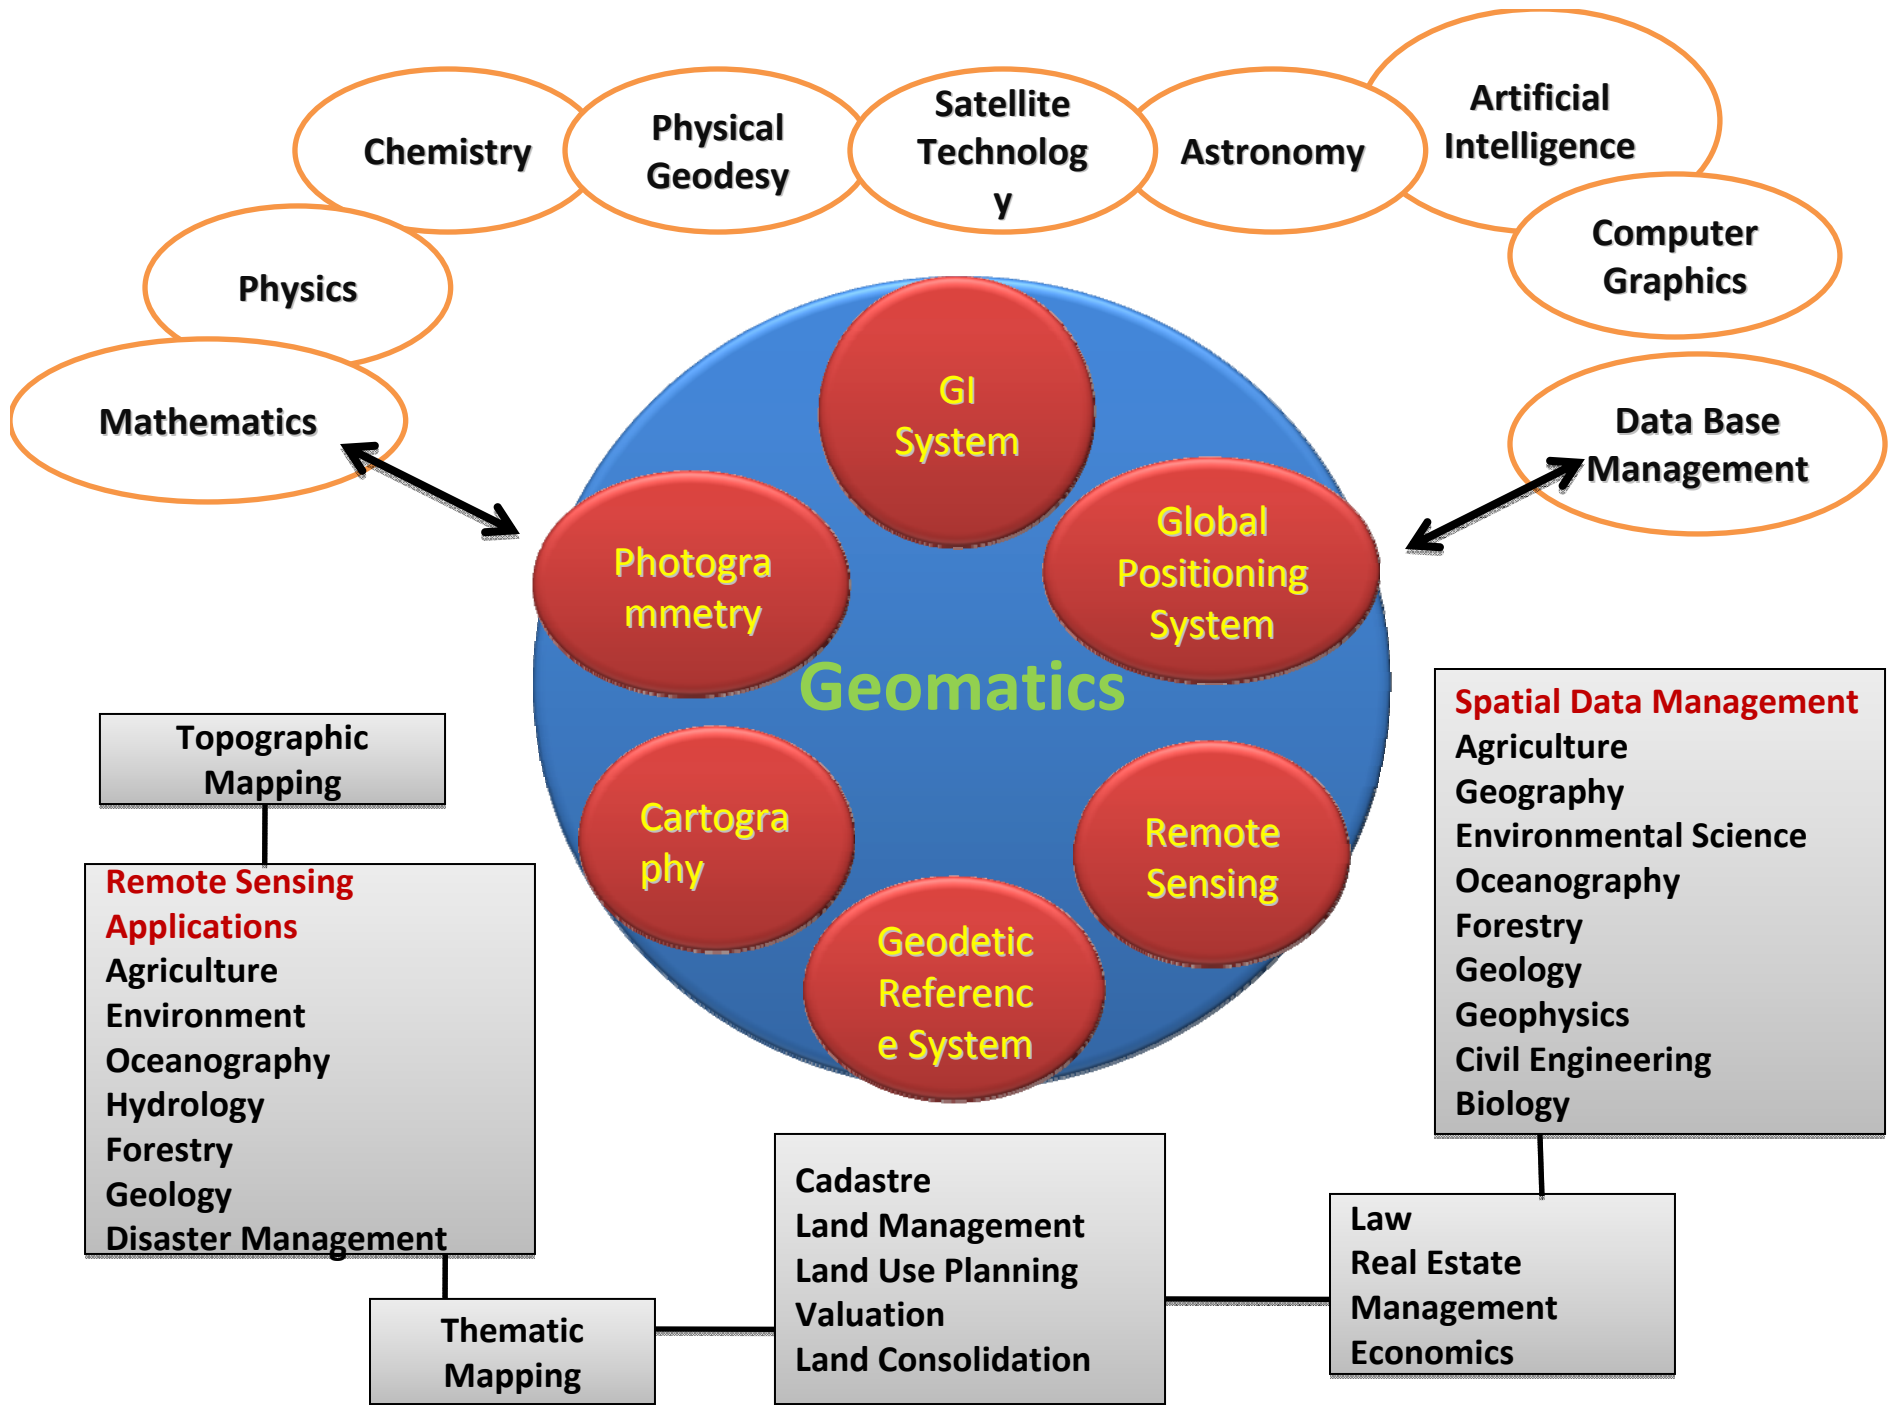 Chemistry
Physical
Geodesy
Satellite
Technolog
y
Astronomy
Artificial
Intelligence
Computer
Graphics
Physics
Mathematics
Data Base
Management
GI
System
Photogra
mmetry
Global
Positioning
System
Geomatics
Cartogra
phy
Remote
Sensing
Geodetic
Referenc
e System
Topographic
Mapping
Remote Sensing
Applications
Agriculture
Environment
Oceanography
Hydrology
Forestry
Geology
Disaster Management
Thematic
Mapping
Cadastre
Land Management
Land Use Planning
Valuation
Land Consolidation
Law
Real Estate
Management
Economics
Spatial Data Management
Agriculture
Geography
Environmental Science
Oceanography
Forestry
Geology
Geophysics
Civil Engineering
Biology